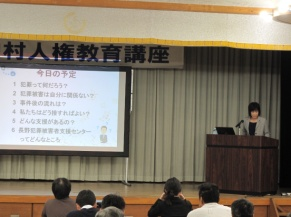 村人権教育講座
今日の予定
1 犯罪って何だろう？
2 犯罪被害は自分に関係ない？
3 事件後の流れは？
4 私たちはどう接すればよい？
5 どんな支援があるの？
6 長野犯罪被害者支援センター
ってどんなところ